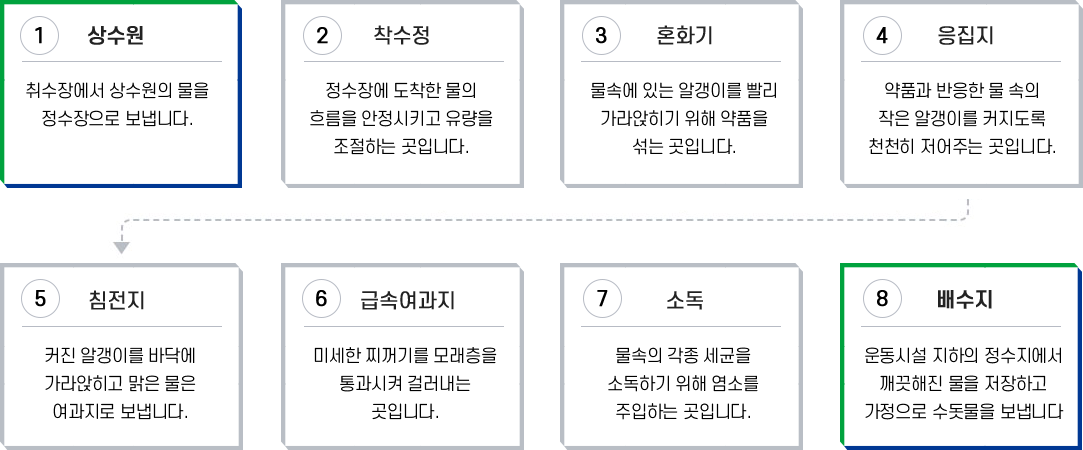 1 상수원
취수장에서 상수원의 물을
정수장으로 보냅니다.
2 착수정
정수장에 도착한 물의
흐름을 안정시키고 유량을
조절하는 곳입니다.
3 혼화기
물속에 있는 알갱이를 빨리
가라앉히기 위해 약품을
섞는 곳입니다.
4 응집지
약품과 반응한 물 속의
작은 알갱이를 커지도록
천천히 저어주는 곳입니다.
5 침전지
커진 알갱이를 바닥에
가라앉히고 맑은 물은
여과지로 보냅니다.
6 급속여과지
미세한 찌꺼기를 모래층을
통과시켜 걸러내는
곳입니다.
7 소독
물속의 각종 세균을
소독하기 위해 염소를
주입하는 곳입니다.
8 배수지
운동시설 지하의 정수지에서
깨끗해진 물을 저장하고
가정으로 수돗물을 보냅니다